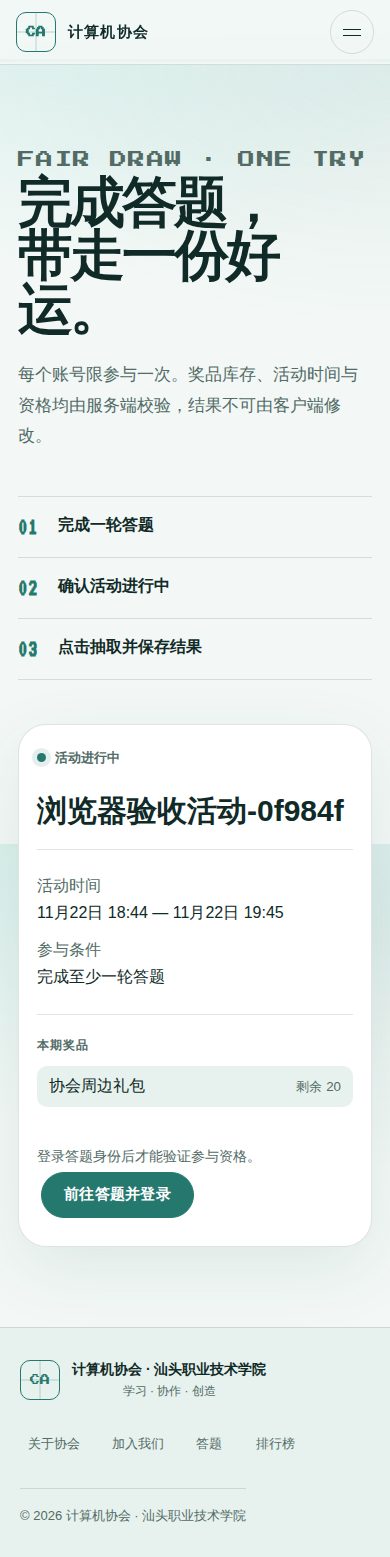 CA 计算机协会
FAIR DRAW · ONE TRY
完成答题，
带走一份好
运。
每个账号限参与一次。奖品库存、活动时间与
资格均由服务端校验，结果不可由客户端修
改。
01 完成一轮答题
02 确认活动进行中
03 点击抽取并保存结果
活动进行中
浏览器验收活动-0f984f
活动时间
11月22日 18:44 — 11月22日 19:45
参与条件
完成至少一轮答题
本期奖品
协会周边礼包 剩余 20
登录答题身份后才能验证参与资格。
前往答题并登录
CA 计算机协会 · 汕头职业技术学院
学习 · 协作 · 创造
关于协会 加入我们 答题 排行榜
© 2026 计算机协会 · 汕头职业技术学院